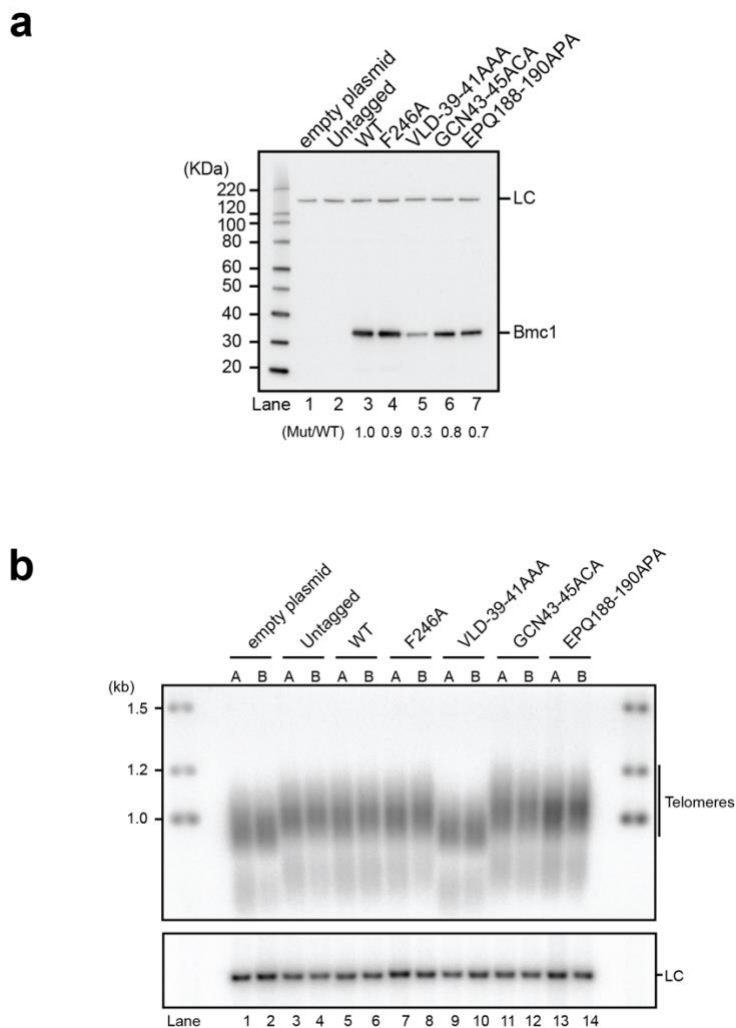 a
empty plasmid
Untagged
WT
F246A
VLD-39-41AAA
GCN43-45ACA
EPQ188-190APA
(KDa)
220
120
100
80
60
50
40
30
20
LC
Bmc1
Lane 1 2 3 4 5 6 7
(Mut/WT) 1.0 0.9 0.3 0.8 0.7
b
empty plasmid
Untagged
WT
F246A
VLD-39-41AAA
GCN43-45ACA
EPQ188-190APA
A B A B A B A B A B A B A B
(kb)
1.5
1.2
1.0
Telomeres
LC
Lane 1 2 3 4 5 6 7 8 9 10 11 12 13 14